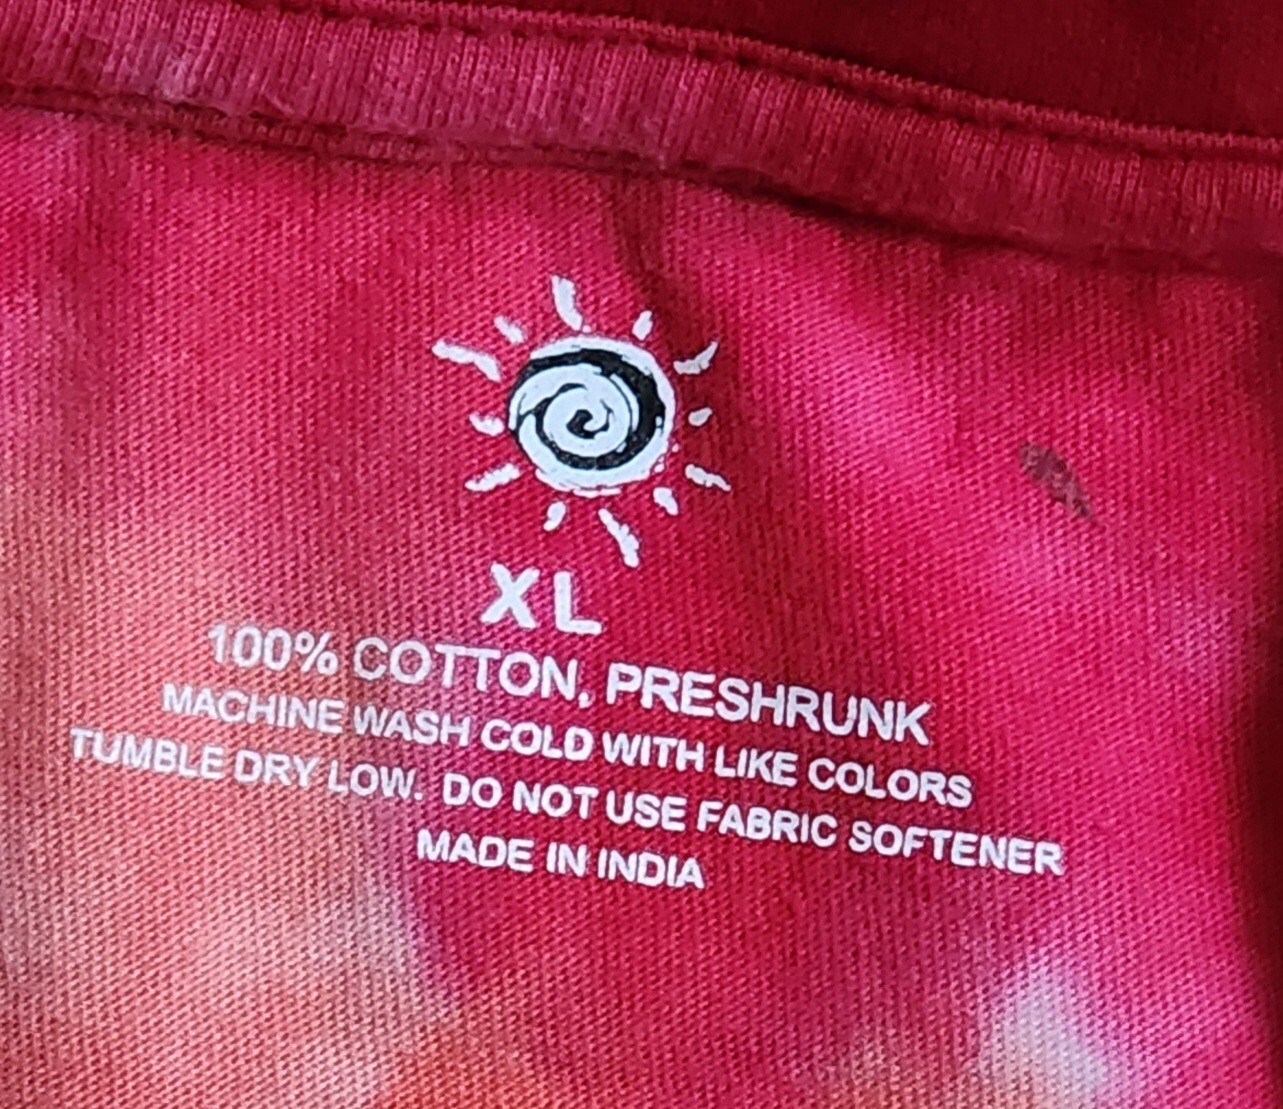 XL
100% COTTON, PRESHRUNK
MACHINE WASH COLD WITH LIKE COLORS
TUMBLE DRY LOW. DO NOT USE FABRIC SOFTENER
MADE IN INDIA